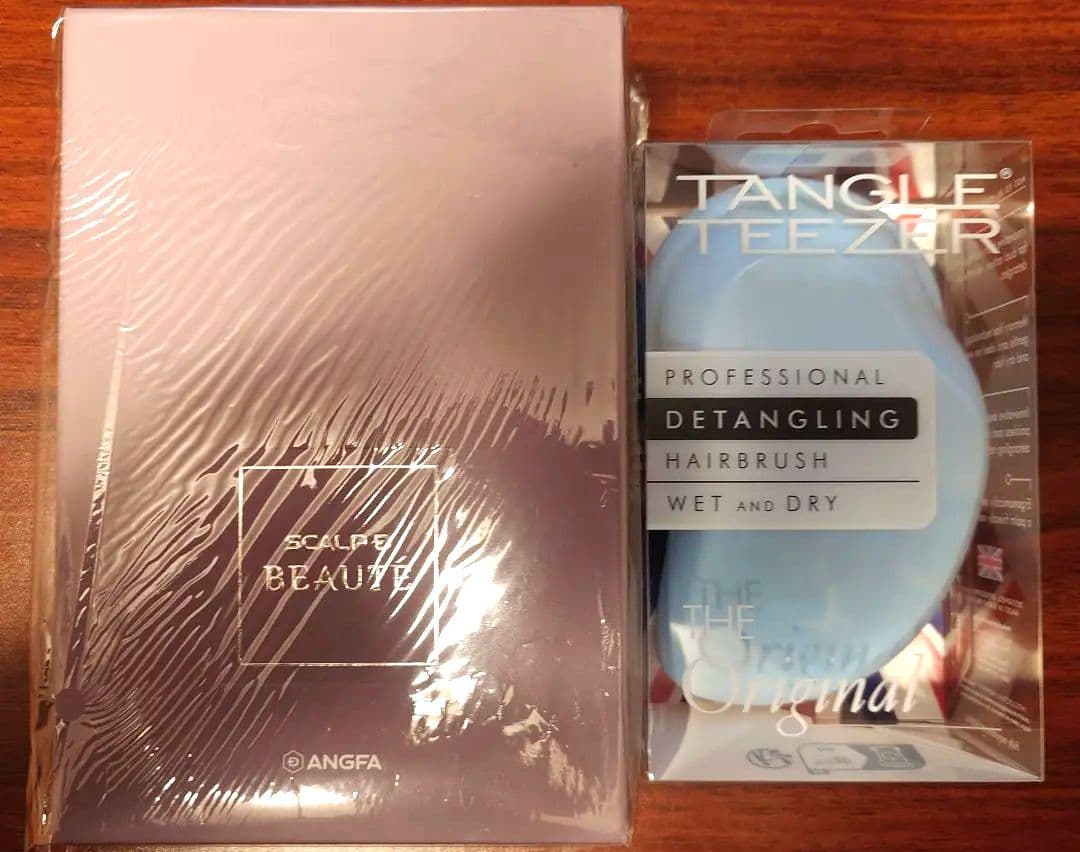 SCALP D
BEAUTÉ
ANGFA
TANGLE
TEEZER®
PROFESSIONAL
DETANGLING
HAIRBRUSH
WET AND DRY
THE
Original